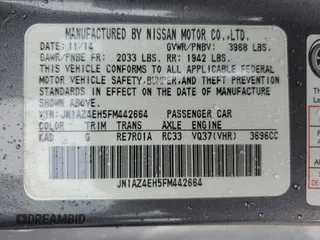 MANUFACTURED BY NISSAN MOTOR CO.,LTD.
DATE: 11/14 GVWR/PNBV: 3968 LBS.
GAWR/PNBE FR: 2033 LBS. RR: 1942 LBS.
THIS VEHICLE CONFORMS TO ALL APPLICABLE FEDERAL
MOTOR VEHICLE SAFETY, BUMPER, AND THEFT PREVENTION
STANDARDS IN EFFECT ON THE DATE OF MANUFACTURE
SHOWN ABOVE.
VIN: JN1AZ4EH5FM442664 PASSENGER CAR
COLOR TRIM TRANS AXLE ENGINE
KAD G RE7R01A RC33 VQ37(VHR) 3696CC
JN1AZ4EH5FM442664
DREAMBID